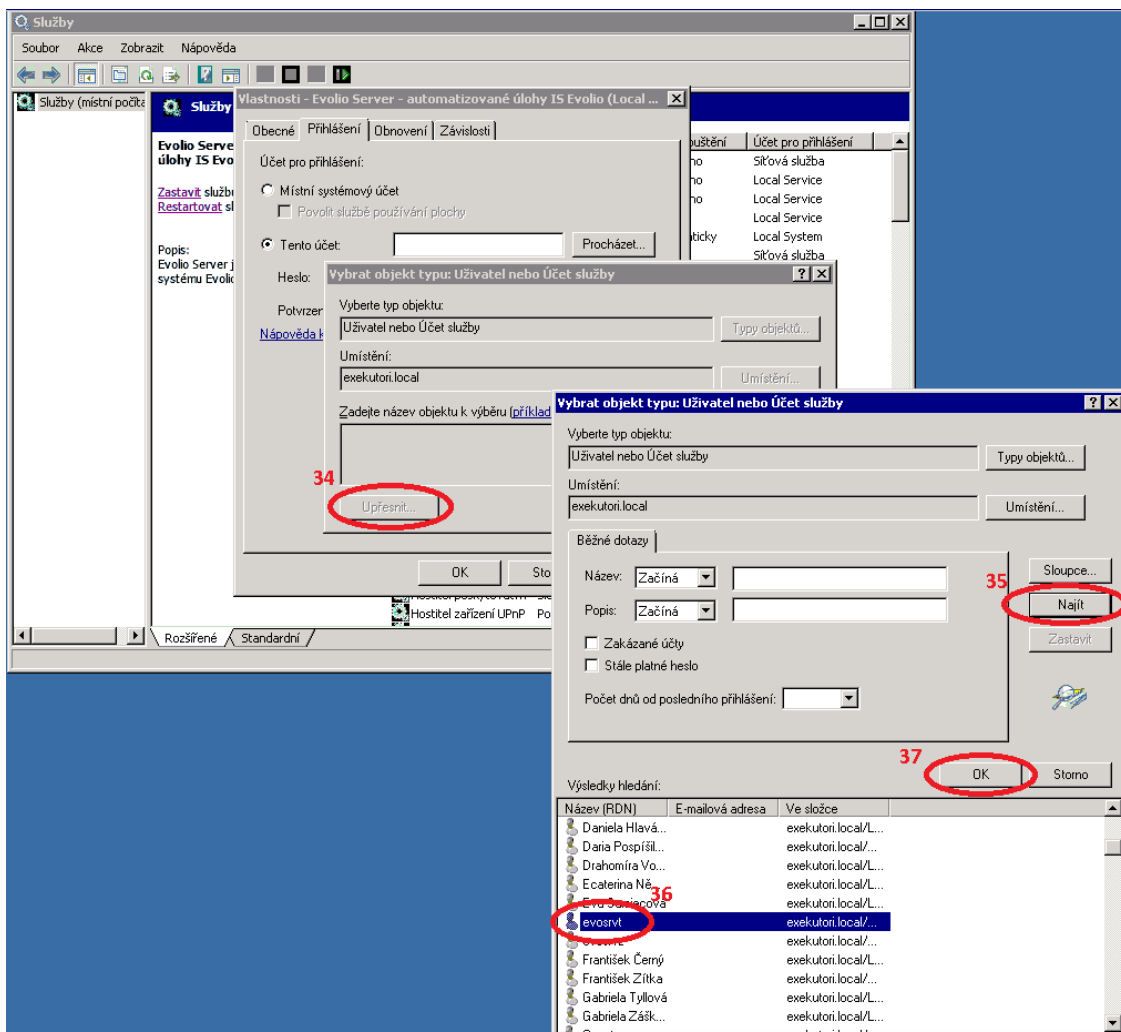 Služby
Soubor Akce Zobrazit Nápověda
Služby (místní počíta
Služby
Evolio Serve
úlohy IS Evo
Zastavit službu
Restartovat sl
Popis:
Evolio Server j
systému Evolio
ouštění Účet pro přihlášení
no Síťová služba
no Local Service
no Local Service
Local Service
aticky Local System
Síťová služba
Hostitel zařízení UPnP Po
Rozšířené Standardní
Vlastnosti - Evolio Server - automatizované úlohy IS Evolio (Local ...
Obecné Přihlášení Obnovení Závislosti
Účet pro přihlášení:
Místní systémový účet
Povolit službě používání plochy
Tento účet: Procházet...
Heslo:
Potvrzen
Nápověda k
OK Sto
Vybrat objekt typu: Uživatel nebo Účet služby
Vyberte typ objektu:
Uživatel nebo Účet služby Typy objektů...
Umístění:
exekutori.local Umístění...
Zadejte název objektu k výběru (příklad
34
Upřesnit...
Vybrat objekt typu: Uživatel nebo Účet služby
Vyberte typ objektu:
Uživatel nebo Účet služby Typy objektů...
Umístění:
exekutori.local Umístění...
Běžné dotazy
Název: Začíná Sloupce...
35
Popis: Začíná Najít
Zakázané účty Zastavit
Stále platné heslo
Počet dnů od posledního přihlášení:
37
OK Storno
Výsledky hledání:
Název (RDN) E-mailová adresa Ve složce
Daniela Hlavá... exekutori.local/L...
Daria Pospíšil... exekutori.local/...
Drahomíra Vo... exekutori.local/L...
Ecaterina Ně... exekutori.local/L...
36
exekutori.local/L...
evosrvt exekutori.local/...
exekutori.local/...
František Černý exekutori.local/L...
František Zítka exekutori.local/...
Gabriela Tyllová exekutori.local/L...
Gabriela Zášk... exekutori.local/L...